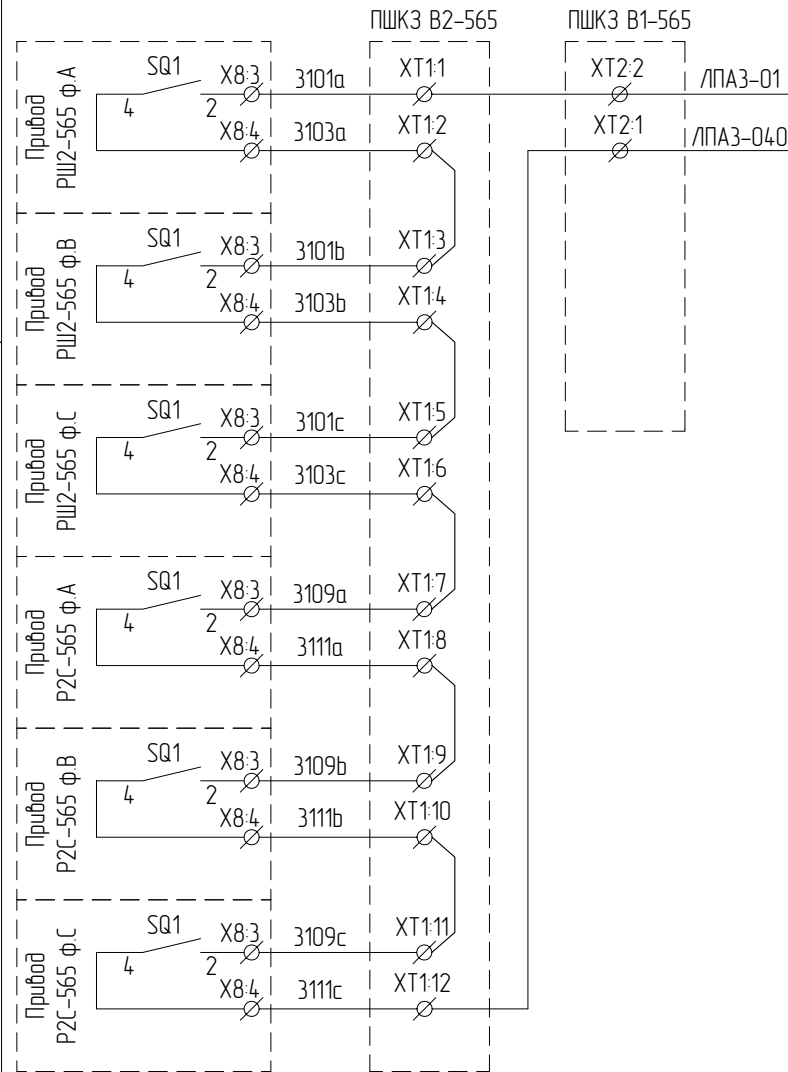 ПШКЗ В2-565
ПШКЗ В1-565
Привод
РШ2-565 ф.А
SQ1
4
2
X8:3
3101a
XT1:1
XT2:2
ЛПАЗ-01
X8:4
3103a
XT1:2
XT2:1
ЛПАЗ-040
Привод
РШ2-565 ф.В
SQ1
4
2
X8:3
3101b
XT1:3
X8:4
3103b
XT1:4
Привод
РШ2-565 ф.С
SQ1
4
2
X8:3
3101c
XT1:5
X8:4
3103c
XT1:6
Привод
Р2С-565 ф.А
SQ1
4
2
X8:3
3109a
XT1:7
X8:4
3111a
XT1:8
Привод
Р2С-565 ф.В
SQ1
4
2
X8:3
3109b
XT1:9
X8:4
3111b
XT1:10
Привод
Р2С-565 ф.С
SQ1
4
2
X8:3
3109c
XT1:11
X8:4
3111c
XT1:12